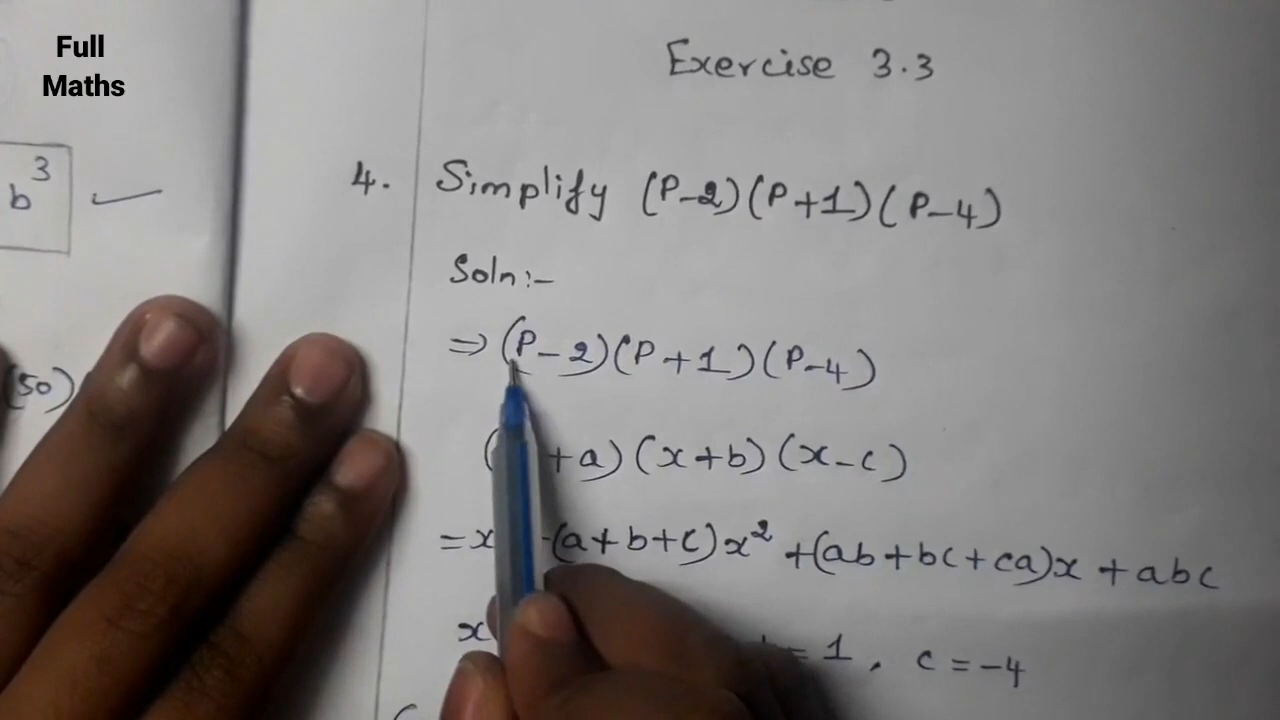 Full
Maths
b³
(50)
Exercise 3.3
4. Simplify (P-2)(P+1)(P-4)
Soln:-
⇒ (P-2)(P+1)(P-4)
( +a)(x+b)(x-c)
=x (a+b+c)x² +(ab+bc+ca)x + abc
x = 1, c = -4